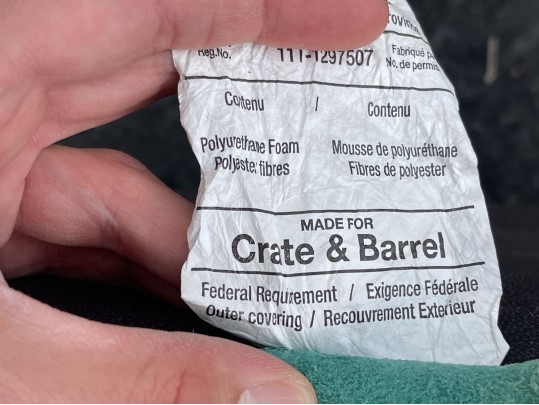 Reg.No. 111-1297507 Fabriqué
No. de permis
Contenu / Contenu
Polyurethane Foam Mousse de polyuréthane
Polyester fibres Fibres de polyester
MADE FOR
Crate & Barrel
Federal Requirement / Exigence Fédérale
Outer covering / Recouvrement Exterieur